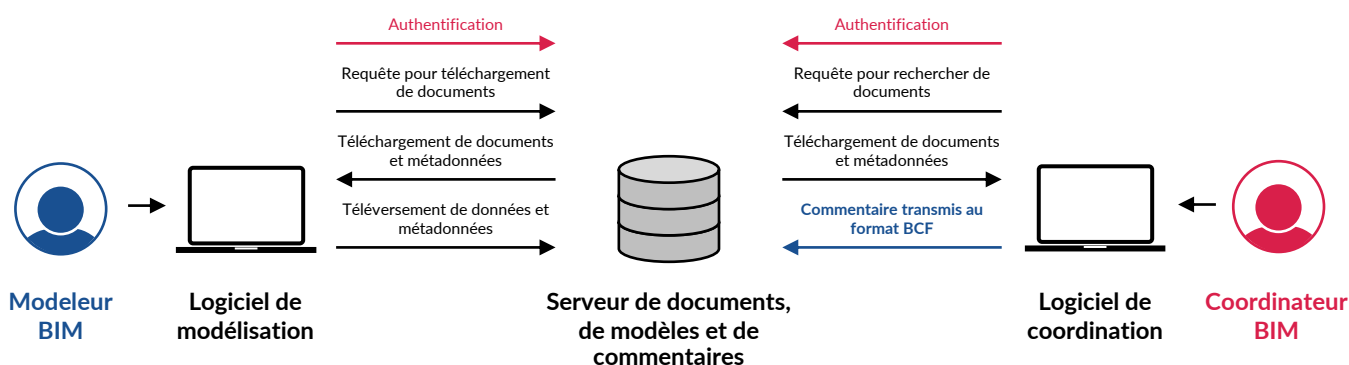 Authentification
Requête pour téléchargement
de documents
Téléchargement de documents
et métadonnées
Téléversement de données et
métadonnées
Authentification
Requête pour rechercher de
documents
Téléchargement de documents
et métadonnées
Commentaire transmis au
format BCF
Modeleur
BIM
Logiciel de
modélisation
Serveur de documents,
de modèles et de
commentaires
Logiciel de
coordination
Coordinateur
BIM